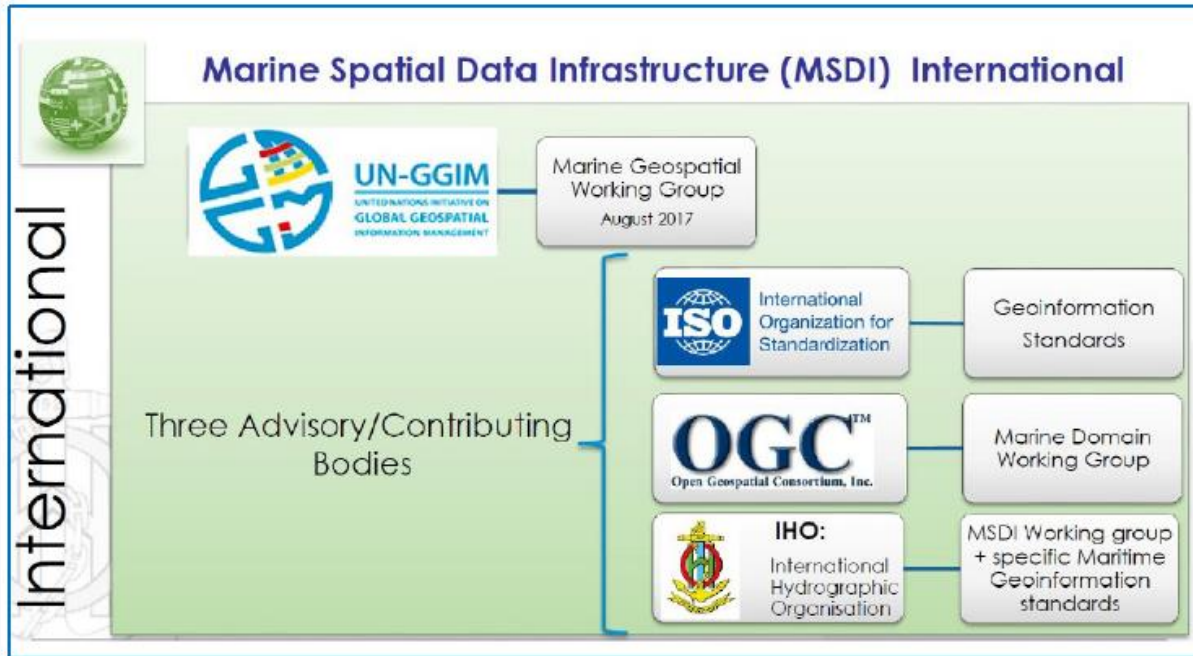 Marine Spatial Data Infrastructure (MSDI) International
International
UN-GGIM
UNITED NATIONS INITIATIVE ON
GLOBAL GEOSPATIAL
INFORMATION MANAGEMENT
Marine Geospatial
Working Group
August 2017
Three Advisory/Contributing
Bodies
ISO
International
Organization for
Standardization
Geoinformation
Standards
OGC™
Open Geospatial Consortium, Inc.
Marine Domain
Working Group
IHO:
International
Hydrographic
Organisation
MSDI Working group
+ specific Maritime
Geoinformation
standards